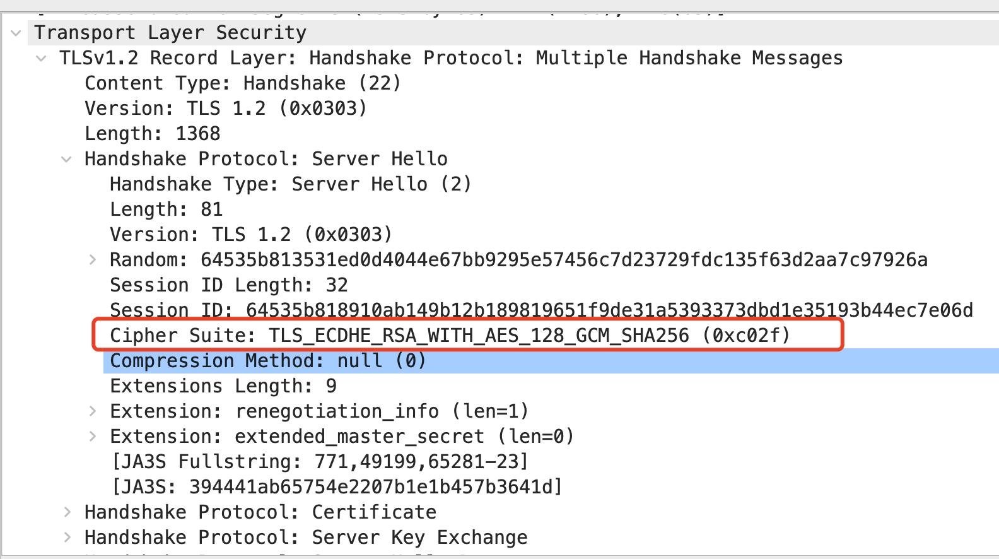 Transport Layer Security
TLSv1.2 Record Layer: Handshake Protocol: Multiple Handshake Messages
Content Type: Handshake (22)
Version: TLS 1.2 (0x0303)
Length: 1368
Handshake Protocol: Server Hello
Handshake Type: Server Hello (2)
Length: 81
Version: TLS 1.2 (0x0303)
Random: 64535b813531ed0d4044e67bb9295e57456c7d23729fdc135f63d2aa7c97926a
Session ID Length: 32
Session ID: 64535b818910ab149b12b189819651f9de31a5393373dbd1e35193b44ec7e06d
Cipher Suite: TLS_ECDHE_RSA_WITH_AES_128_GCM_SHA256 (0xc02f)
Compression Method: null (0)
Extensions Length: 9
Extension: renegotiation_info (len=1)
Extension: extended_master_secret (len=0)
[JA3S Fullstring: 771,49199,65281-23]
[JA3S: 394441ab65754e2207b1e1b457b3641d]
Handshake Protocol: Certificate
Handshake Protocol: Server Key Exchange